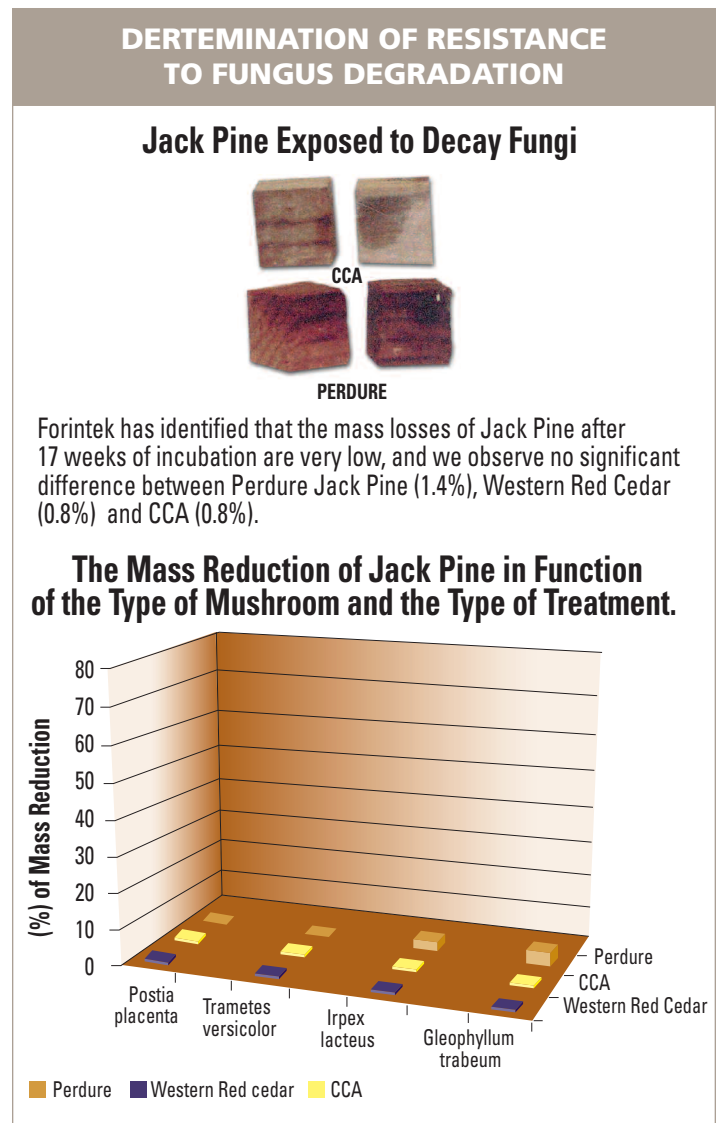 DERTEMINATION OF RESISTANCE
TO FUNGUS DEGRADATION
Jack Pine Exposed to Decay Fungi
CCA
PERDURE
Forintek has identified that the mass losses of Jack Pine after
17 weeks of incubation are very low, and we observe no significant
difference between Perdure Jack Pine (1.4%), Western Red Cedar
(0.8%) and CCA (0.8%).
The Mass Reduction of Jack Pine in Function
of the Type of Mushroom and the Type of Treatment.
(%) of Mass Reduction
80
70
60
50
40
30
20
10
0
Postia
placenta
Trametes
versicolor
Irpex
lacteus
Gleophyllum
trabeum
Perdure
CCA
Western Red Cedar
Perdure Western Red cedar CCA